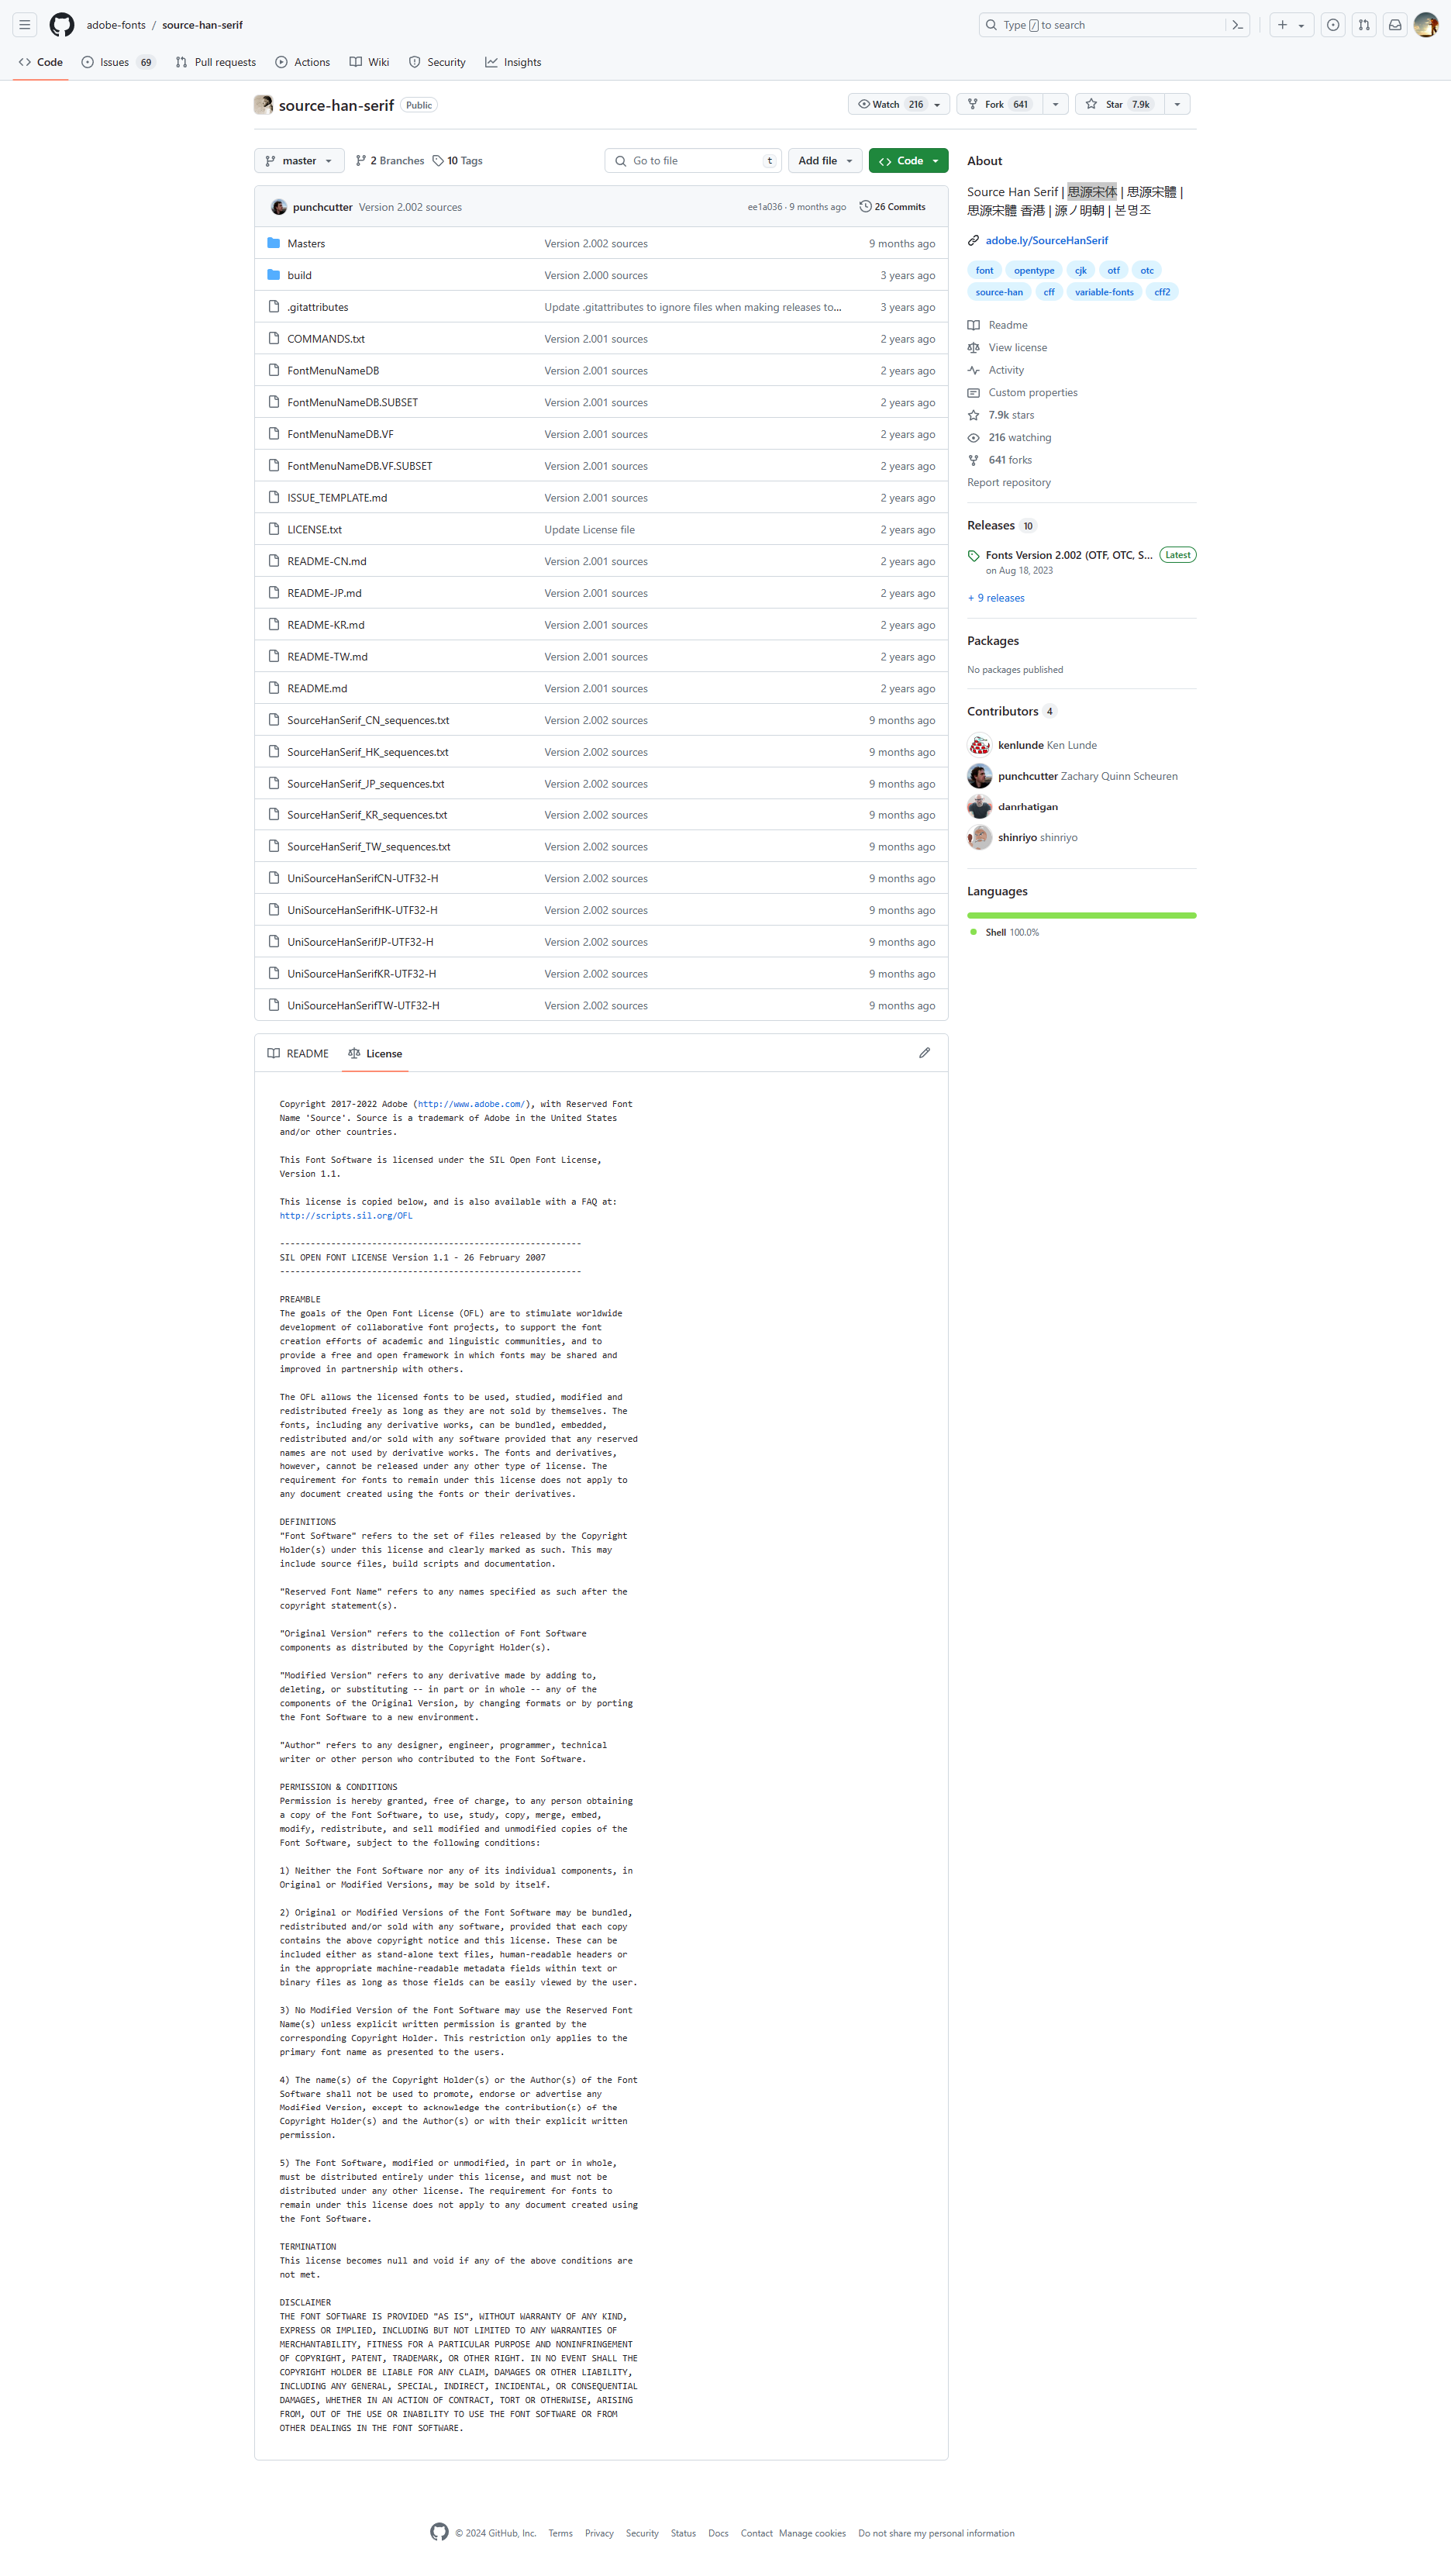 adobe-fonts / source-han-serif
Type / to search
Code
Issues 69
Pull requests
Actions
Wiki
Security
Insights
source-han-serif Public
Watch 216
Fork 641
Star 7.9k
master
2 Branches
10 Tags
Go to file t
Add file
Code
punchcutter Version 2.002 sources ee1a036 · 9 months ago 26 Commits
Masters Version 2.002 sources 9 months ago
build Version 2.000 sources 3 years ago
.gitattributes Update .gitattributes to ignore files when making releases to... 3 years ago
COMMANDS.txt Version 2.001 sources 2 years ago
FontMenuNameDB Version 2.001 sources 2 years ago
FontMenuNameDB.SUBSET Version 2.001 sources 2 years ago
FontMenuNameDB.VF Version 2.001 sources 2 years ago
FontMenuNameDB.VF.SUBSET Version 2.001 sources 2 years ago
ISSUE_TEMPLATE.md Version 2.001 sources 2 years ago
LICENSE.txt Update License file 2 years ago
README-CN.md Version 2.001 sources 2 years ago
README-JP.md Version 2.001 sources 2 years ago
README-KR.md Version 2.001 sources 2 years ago
README-TW.md Version 2.001 sources 2 years ago
README.md Version 2.001 sources 2 years ago
SourceHanSerif_CN_sequences.txt Version 2.002 sources 9 months ago
SourceHanSerif_HK_sequences.txt Version 2.002 sources 9 months ago
SourceHanSerif_JP_sequences.txt Version 2.002 sources 9 months ago
SourceHanSerif_KR_sequences.txt Version 2.002 sources 9 months ago
SourceHanSerif_TW_sequences.txt Version 2.002 sources 9 months ago
UniSourceHanSerifCN-UTF32-H Version 2.002 sources 9 months ago
UniSourceHanSerifHK-UTF32-H Version 2.002 sources 9 months ago
UniSourceHanSerifJP-UTF32-H Version 2.002 sources 9 months ago
UniSourceHanSerifKR-UTF32-H Version 2.002 sources 9 months ago
UniSourceHanSerifTW-UTF32-H Version 2.002 sources 9 months ago
About
Source Han Serif | 思源宋体 | 思源宋體 |
思源宋體 香港 | 源ノ明朝 | 본명조
adobe.ly/SourceHanSerif
font opentype cjk otf otc
source-han cff variable-fonts cff2
Readme
View license
Activity
Custom properties
7.9k stars
216 watching
641 forks
Report repository
Releases 10
Fonts Version 2.002 (OTF, OTC, S... Latest
on Aug 18, 2023
+ 9 releases
Packages
No packages published
Contributors 4
kenlunde Ken Lunde
punchcutter Zachary Quinn Scheuren
danrhatigan
shinriyo shinriyo
Languages
Shell 100.0%
README
License
Copyright 2017-2022 Adobe (http://www.adobe.com/), with Reserved Font
Name 'Source'. Source is a trademark of Adobe in the United States
and/or other countries.
This Font Software is licensed under the SIL Open Font License,
Version 1.1.
This license is copied below, and is also available with a FAQ at:
http://scripts.sil.org/OFL
-----------------------------------------------------------
SIL OPEN FONT LICENSE Version 1.1 - 26 February 2007
-----------------------------------------------------------
PREAMBLE
The goals of the Open Font License (OFL) are to stimulate worldwide
development of collaborative font projects, to support the font
creation efforts of academic and linguistic communities, and to
provide a free and open framework in which fonts may be shared and
improved in partnership with others.
The OFL allows the licensed fonts to be used, studied, modified and
redistributed freely as long as they are not sold by themselves. The
fonts, including any derivative works, can be bundled, embedded,
redistributed and/or sold with any software provided that any reserved
names are not used by derivative works. The fonts and derivatives,
however, cannot be released under any other type of license. The
requirement for fonts to remain under this license does not apply to
any document created using the fonts or their derivatives.
DEFINITIONS
"Font Software" refers to the set of files released by the Copyright
Holder(s) under this license and clearly marked as such. This may
include source files, build scripts and documentation.
"Reserved Font Name" refers to any names specified as such after the
copyright statement(s).
"Original Version" refers to the collection of Font Software
components as distributed by the Copyright Holder(s).
"Modified Version" refers to any derivative made by adding to,
deleting, or substituting -- in part or in whole -- any of the
components of the Original Version, by changing formats or by porting
the Font Software to a new environment.
"Author" refers to any designer, engineer, programmer, technical
writer or other person who contributed to the Font Software.
PERMISSION & CONDITIONS
Permission is hereby granted, free of charge, to any person obtaining
a copy of the Font Software, to use, study, copy, merge, embed,
modify, redistribute, and sell modified and unmodified copies of the
Font Software, subject to the following conditions:
1) Neither the Font Software nor any of its individual components, in
Original or Modified Versions, may be sold by itself.
2) Original or Modified Versions of the Font Software may be bundled,
redistributed and/or sold with any software, provided that each copy
contains the above copyright notice and this license. These can be
included either as stand-alone text files, human-readable headers or
in the appropriate machine-readable metadata fields within text or
binary files as long as those fields can be easily viewed by the user.
3) No Modified Version of the Font Software may use the Reserved Font
Name(s) unless explicit written permission is granted by the
corresponding Copyright Holder. This restriction only applies to the
primary font name as presented to the users.
4) The name(s) of the Copyright Holder(s) or the Author(s) of the Font
Software shall not be used to promote, endorse or advertise any
Modified Version, except to acknowledge the contribution(s) of the
Copyright Holder(s) and the Author(s) or with their explicit written
permission.
5) The Font Software, modified or unmodified, in part or in whole,
must be distributed entirely under this license, and must not be
distributed under any other license. The requirement for fonts to
remain under this license does not apply to any document created using
the Font Software.
TERMINATION
This license becomes null and void if any of the above conditions are
not met.
DISCLAIMER
THE FONT SOFTWARE IS PROVIDED "AS IS", WITHOUT WARRANTY OF ANY KIND,
EXPRESS OR IMPLIED, INCLUDING BUT NOT LIMITED TO ANY WARRANTIES OF
MERCHANTABILITY, FITNESS FOR A PARTICULAR PURPOSE AND NONINFRINGEMENT
OF COPYRIGHT, PATENT, TRADEMARK, OR OTHER RIGHT. IN NO EVENT SHALL THE
COPYRIGHT HOLDER BE LIABLE FOR ANY CLAIM, DAMAGES OR OTHER LIABILITY,
INCLUDING ANY GENERAL, SPECIAL, INDIRECT, INCIDENTAL, OR CONSEQUENTIAL
DAMAGES, WHETHER IN AN ACTION OF CONTRACT, TORT OR OTHERWISE, ARISING
FROM, OUT OF THE USE OR INABILITY TO USE THE FONT SOFTWARE OR FROM
OTHER DEALINGS IN THE FONT SOFTWARE.
© 2024 GitHub, Inc. Terms Privacy Security Status Docs Contact Manage cookies Do not share my personal information